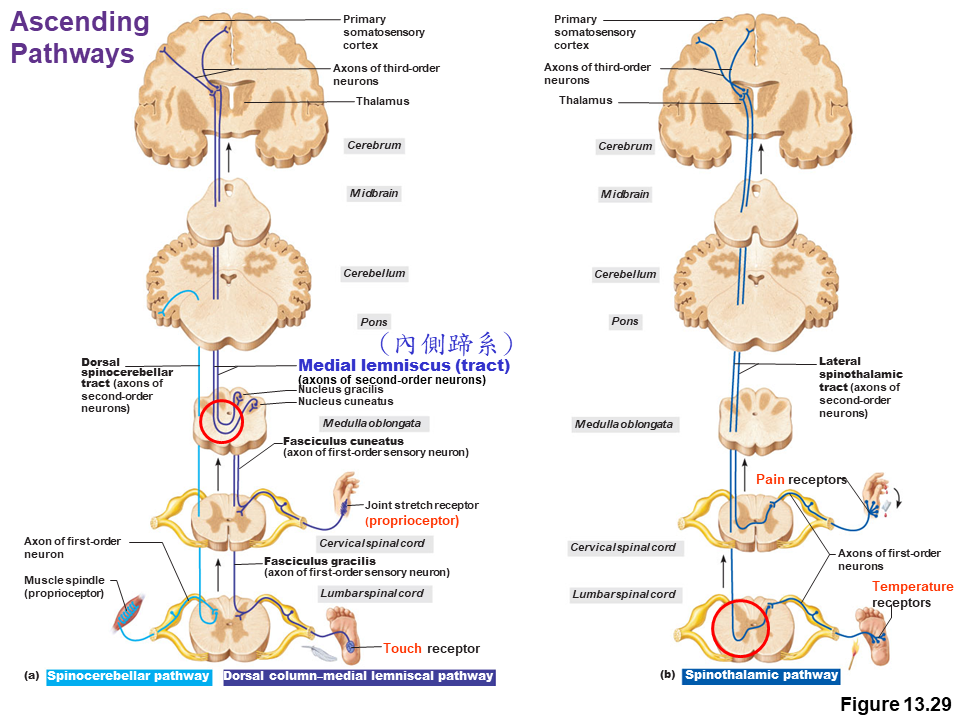 Ascending
Pathways
Primary
somatosensory
cortex
Axons of third-order
neurons
Thalamus
Cerebrum
Midbrain
Cerebellum
Pons
(內側蹄系)
Dorsal
spinocerebellar
tract (axons of
second-order
neurons)
Medial lemniscus (tract)
(axons of second-order neurons)
Nucleus gracilis
Nucleus cuneatus
Medulla oblongata
Fasciculus cuneatus
(axon of first-order sensory neuron)
Joint stretch receptor
(proprioceptor)
Axon of first-order
neuron
Cervical spinal cord
Fasciculus gracilis
(axon of first-order sensory neuron)
Muscle spindle
(proprioceptor)
Lumbar spinal cord
Touch receptor
(a) Spinocerebellar pathway Dorsal column–medial lemniscal pathway
Primary
somatosensory
cortex
Axons of third-order
neurons
Thalamus
Cerebrum
Midbrain
Cerebellum
Pons
Lateral
spinothalamic
tract (axons of
second-order
neurons)
Medulla oblongata
Pain receptors
Cervical spinal cord
Axons of first-order
neurons
Temperature
receptors
Lumbar spinal cord
(b) Spinothalamic pathway
Figure 13.29